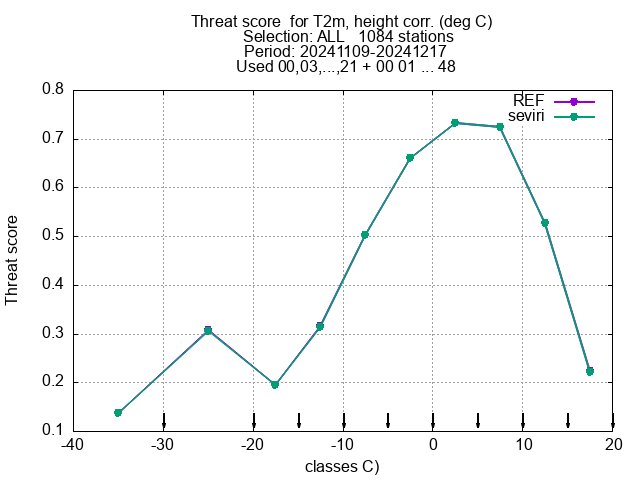 Threat score  for T2m, height corr. (deg C)
Selection: ALL   1084 stations
Period: 20241109-20241217
Used 00,03,...,21 + 00 01 ... 48
REF
seviri
0.8
0.7
0.6
0.5
0.4
0.3
0.2
0.1
Threat score
-40 -30 -20 -10 0 10 20
classes C)